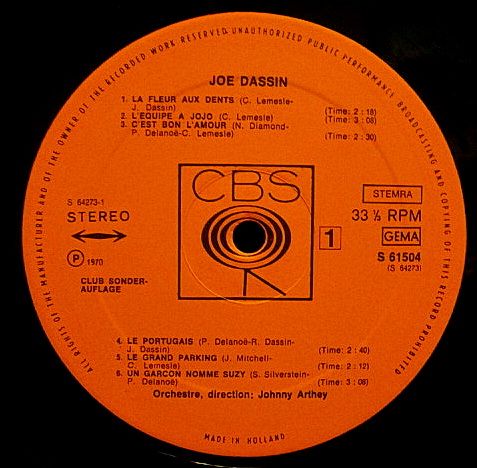 ALL RIGHTS OF THE MANUFACTURER AND OF THE OWNER OF THE RECORDED WORK RESERVED·UNAUTHORIZED PUBLIC PERFORMANCE BROADCASTING AND COPYING OF THIS RECORD PROHIBITED
JOE DASSIN
1. LA FLEUR AUX DENTS (C. Lemesle-
J. Dassin) (Time: 2 : 18)
2. L'EQUIPE A JOJO (C. Lemesle) (Time: 3 : 08)
3. C'EST BON L'AMOUR (N. Diamond-
P. Delanoë-C. Lemesle) (Time: 2 : 30)
CBS
S 64273-1
STEREO
P 1970
CLUB SONDER-
AUFLAGE
STEMRA
33 ⅓ RPM
1
GEMA
S 61504
(S 64273)
4. LE PORTUGAIS (P. Delanoë-R. Dassin-
J. Dassin) (Time: 2 : 40)
5. LE GRAND PARKING (J. Mitchell-
C. Lemesle) (Time: 2 : 12)
6. UN GARCON NOMME SUZY (S. Silverstein-
P. Delanoë) (Time: 3 : 08)
Orchestre, direction: Johnny Arthey
MADE IN HOLLAND